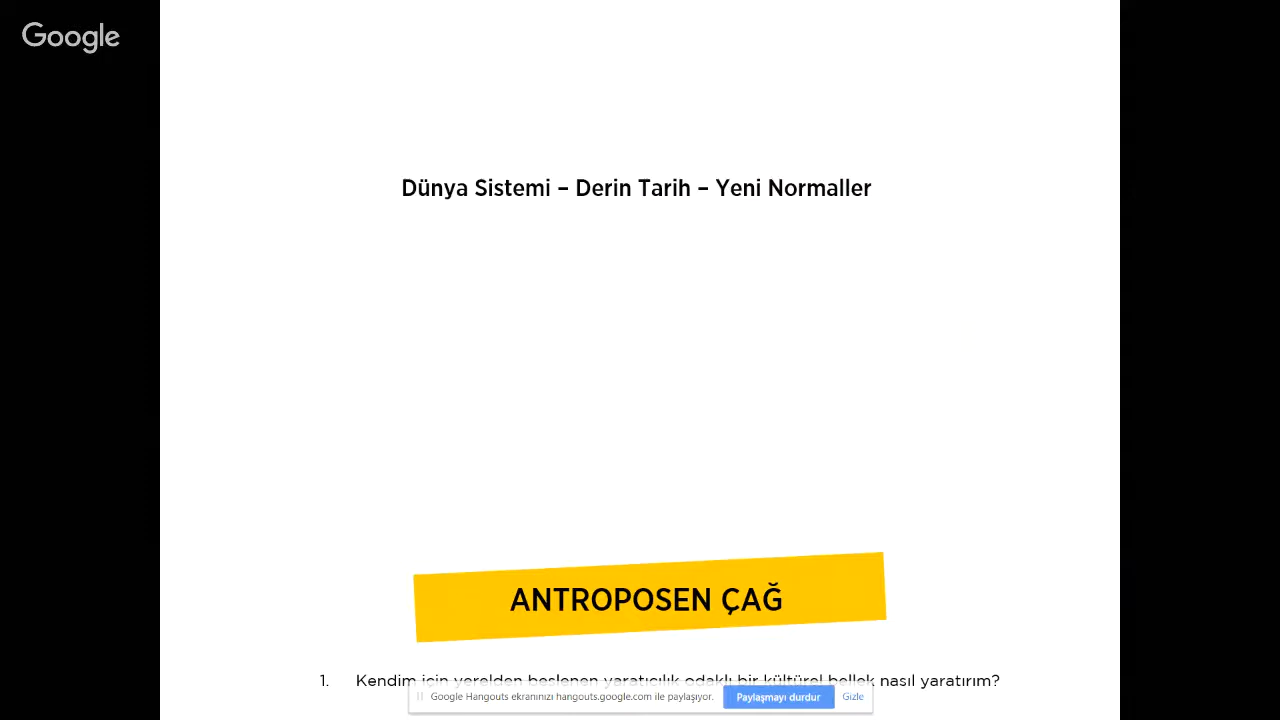 Google
Dünya Sistemi – Derin Tarih – Yeni Normaller
ANTROPOSEN ÇAĞ
1. Kendim için yerelden beslenen yaratıcılık odaklı bir kültürel bellek nasıl yaratırım?
Google Hangouts ekranınızı hangouts.google.com ile paylaşıyor. Paylaşmayı durdur Gizle